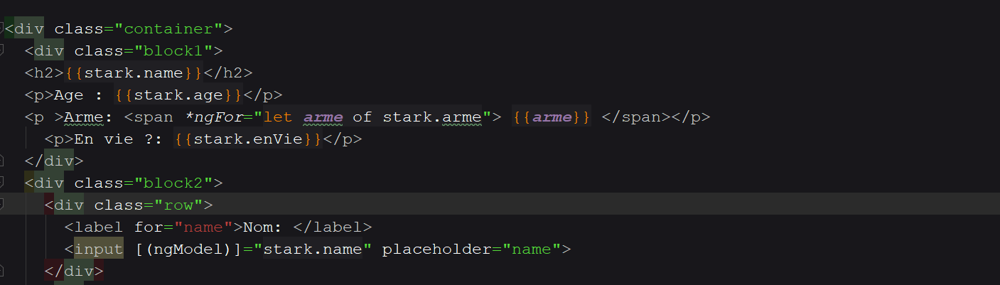 <div class="container">
<div class="block1">
<h2>{{stark.name}}</h2>
<p>Age : {{stark.age}}</p>
<p >Arme: <span *ngFor="let arme of stark.arme"> {{arme}} </span></p>
<p>En vie ?: {{stark.enVie}}</p>
</div>
<div class="block2">
<div class="row">
<label for="name">Nom: </label>
<input [(ngModel)]="stark.name" placeholder="name">
</div>